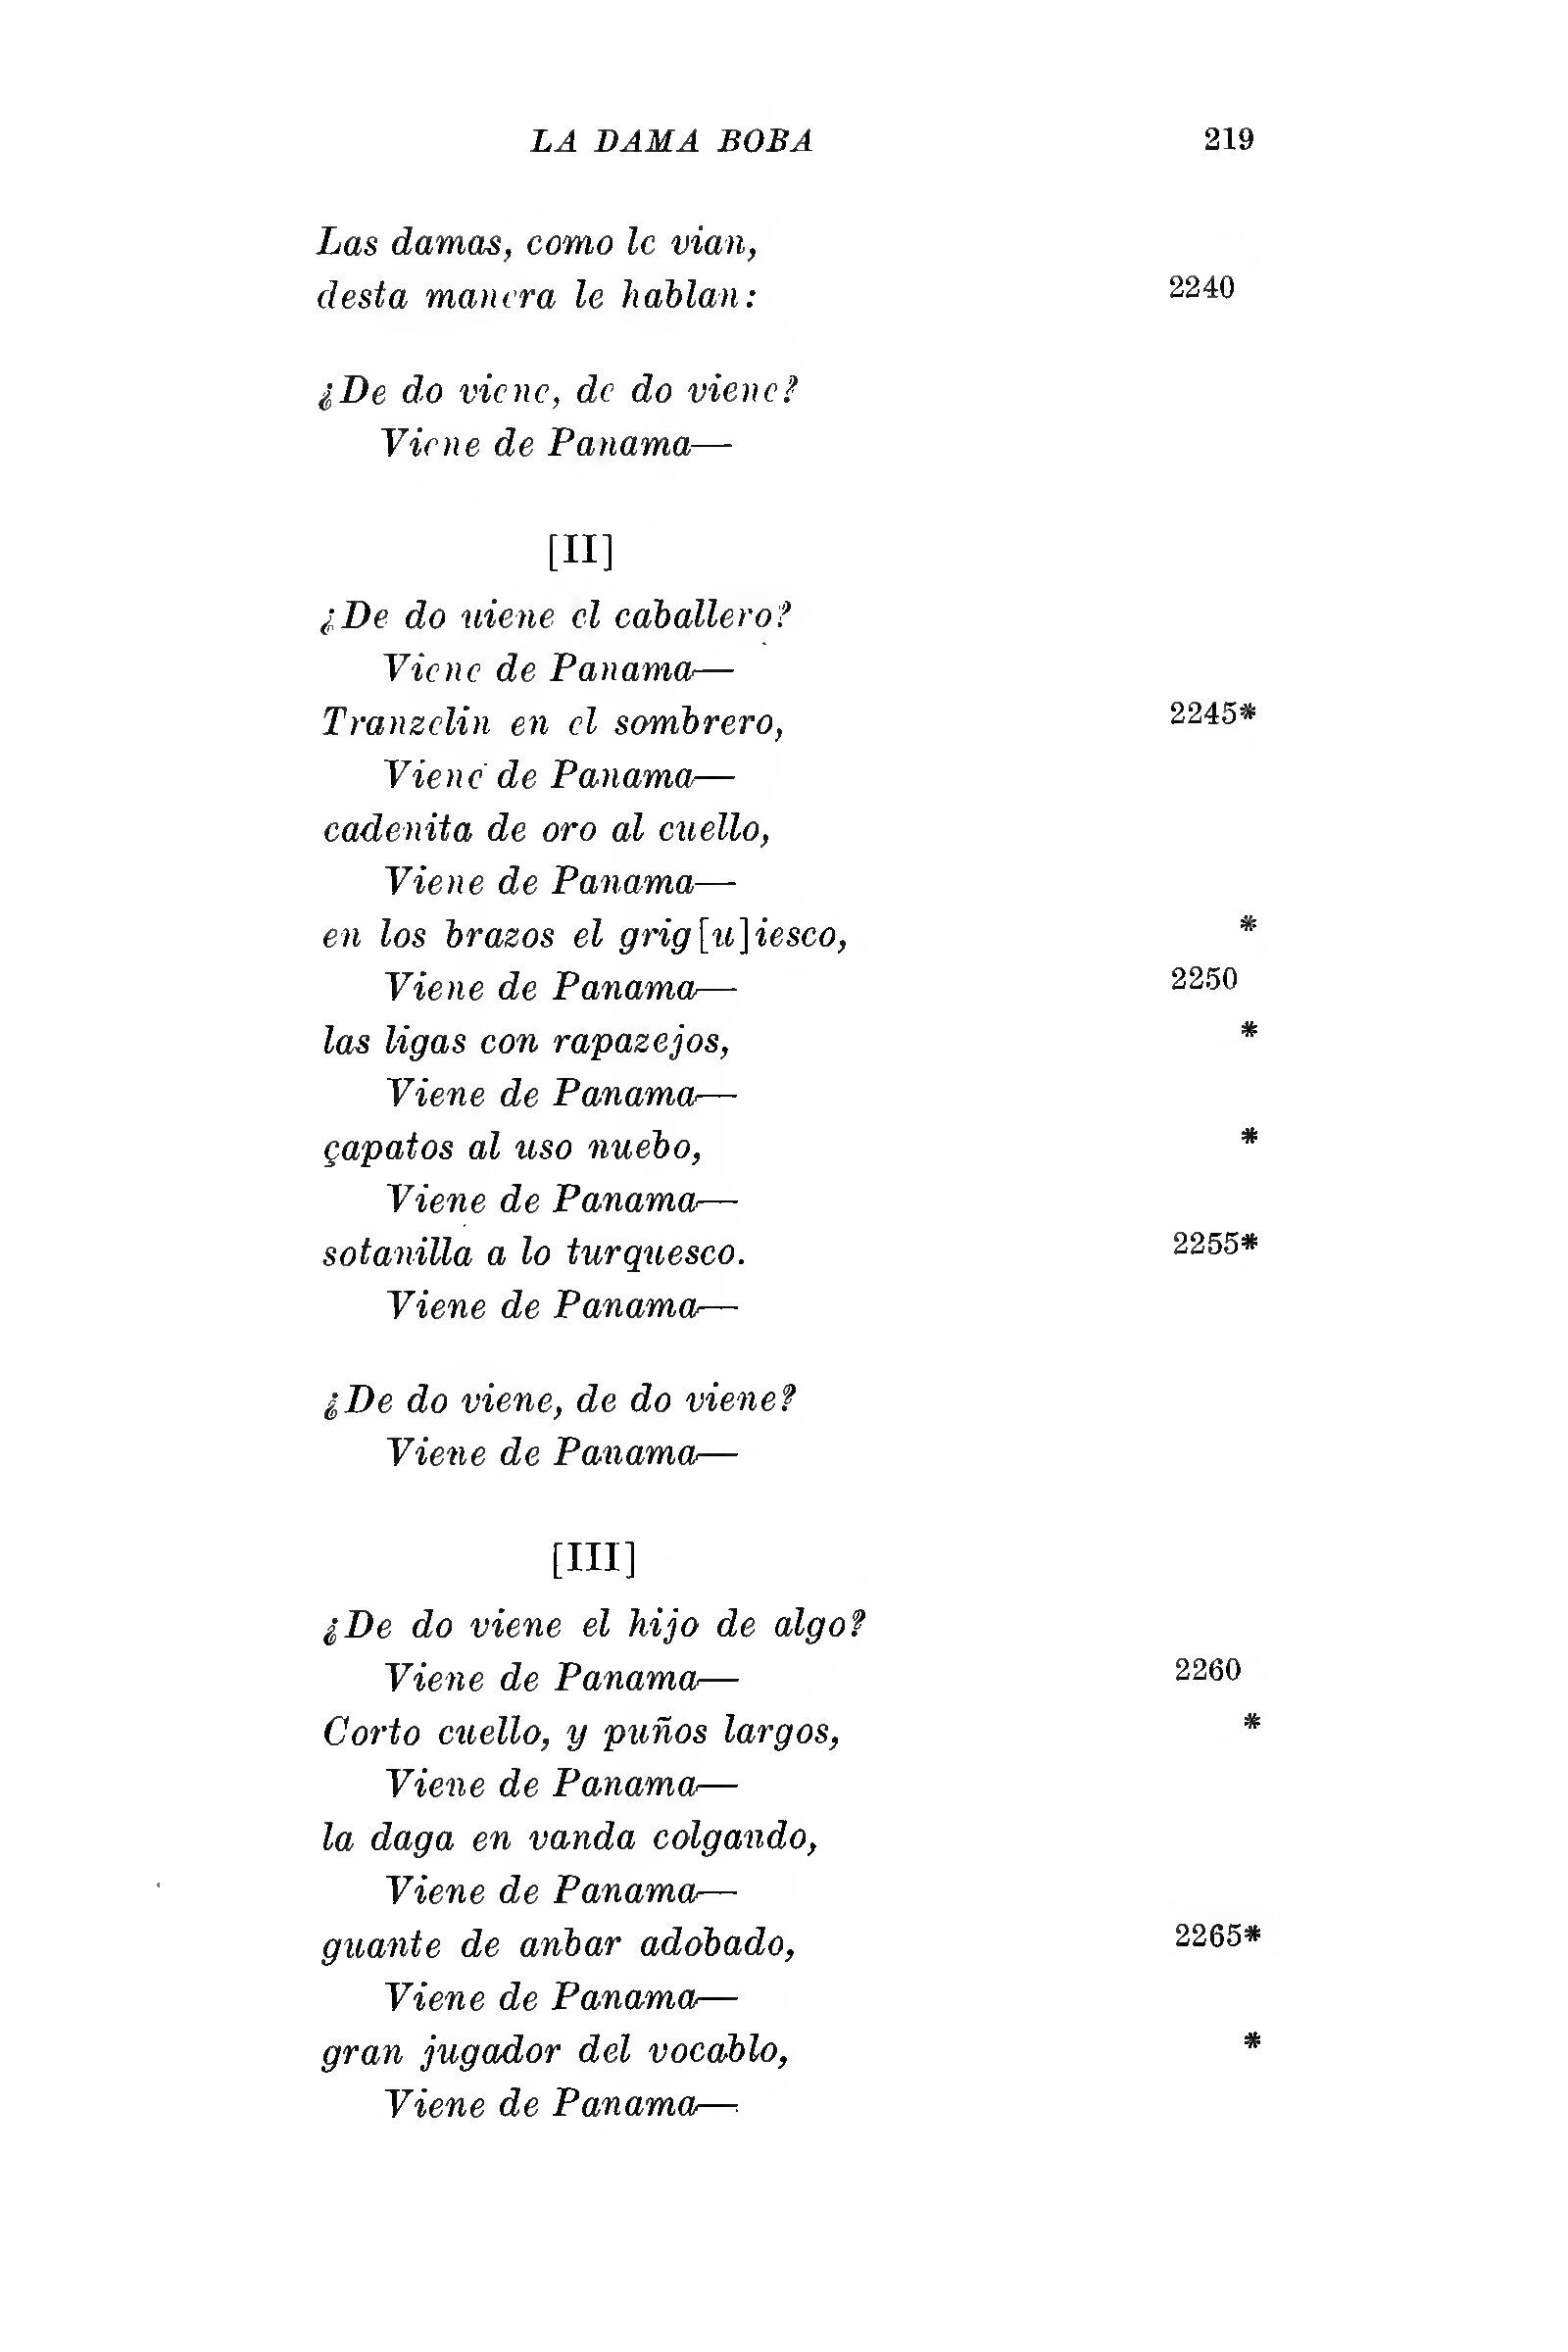 LA DAMA BOBA 219
Las damas, como le vian,
desta manera le hablan: 2240
¿De do viene, de do viene?
Viene de Panama—
[II]
¿De do uiene el caballero?
Viene de Panama—
Tranzelin en el sombrero, 2245*
Viene de Panama—
cadenita de oro al cuello,
Viene de Panama—
en los brazos el grig[u]iesco, *
Viene de Panama— 2250
las ligas con rapazejos, *
Viene de Panama—
çapatos al uso nuebo, *
Viene de Panama—
sotanilla a lo turquesco. 2255*
Viene de Panama—
¿De do viene, de do viene?
Viene de Panama—
[III]
¿De do viene el hijo de algo?
Viene de Panama— 2260
Corto cuello, y puños largos, *
Viene de Panama—
la daga en vanda colgando,
Viene de Panama—
guante de anbar adobado, 2265*
Viene de Panama—
gran jugador del vocablo, *
Viene de Panama—